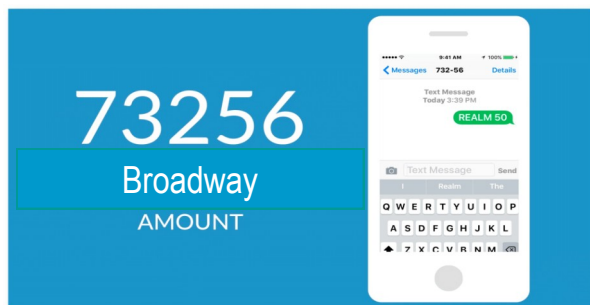 73256
Broadway
AMOUNT
9:41 AM 100%
Messages 732-56 Details
Text Message
Today 3:39 PM
REALM 50
Text Message Send
I Realm The
Q W E R T Y U I O P
A S D F G H J K L
Z X C V B N M